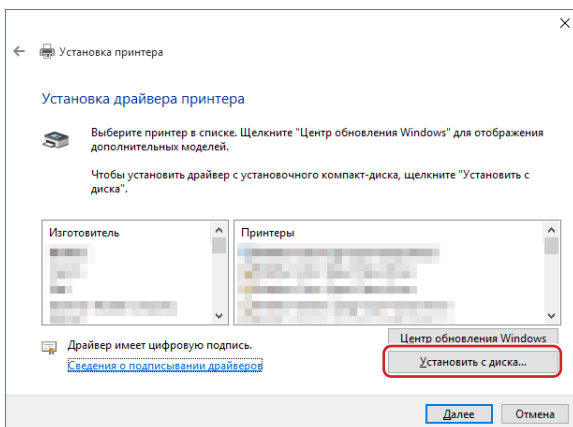 Установка принтера
Установка драйвера принтера
Выберите принтер в списке. Щелкните "Центр обновления Windows" для отображения
дополнительных моделей.
Чтобы установить драйвер с установочного компакт-диска, щелкните "Установить с
диска".
Изготовитель
Принтеры
Драйвер имеет цифровую подпись.
Сведения о подписывании драйверов
Центр обновления Windows
Установить с диска...
Далее
Отмена